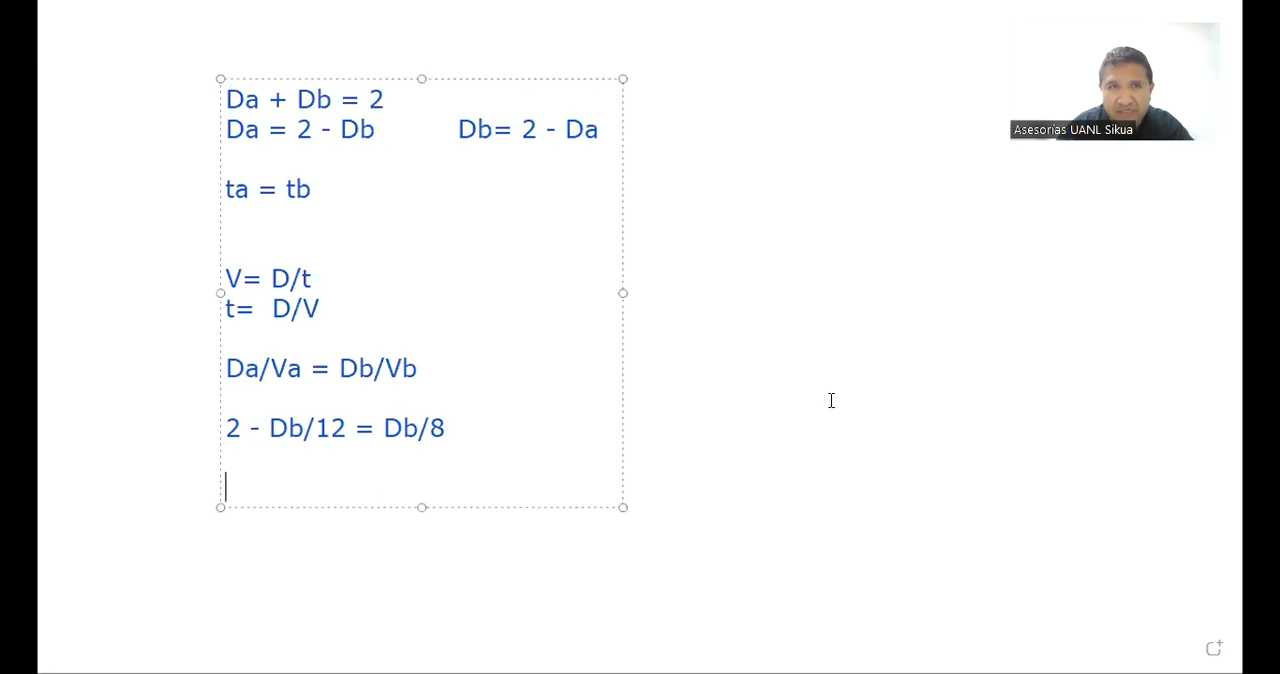 Da + Db = 2
Da = 2 - Db Db= 2 - Da
ta = tb
V= D/t
t= D/V
Da/Va = Db/Vb
2 - Db/12 = Db/8
Asesorías UANL Sikua